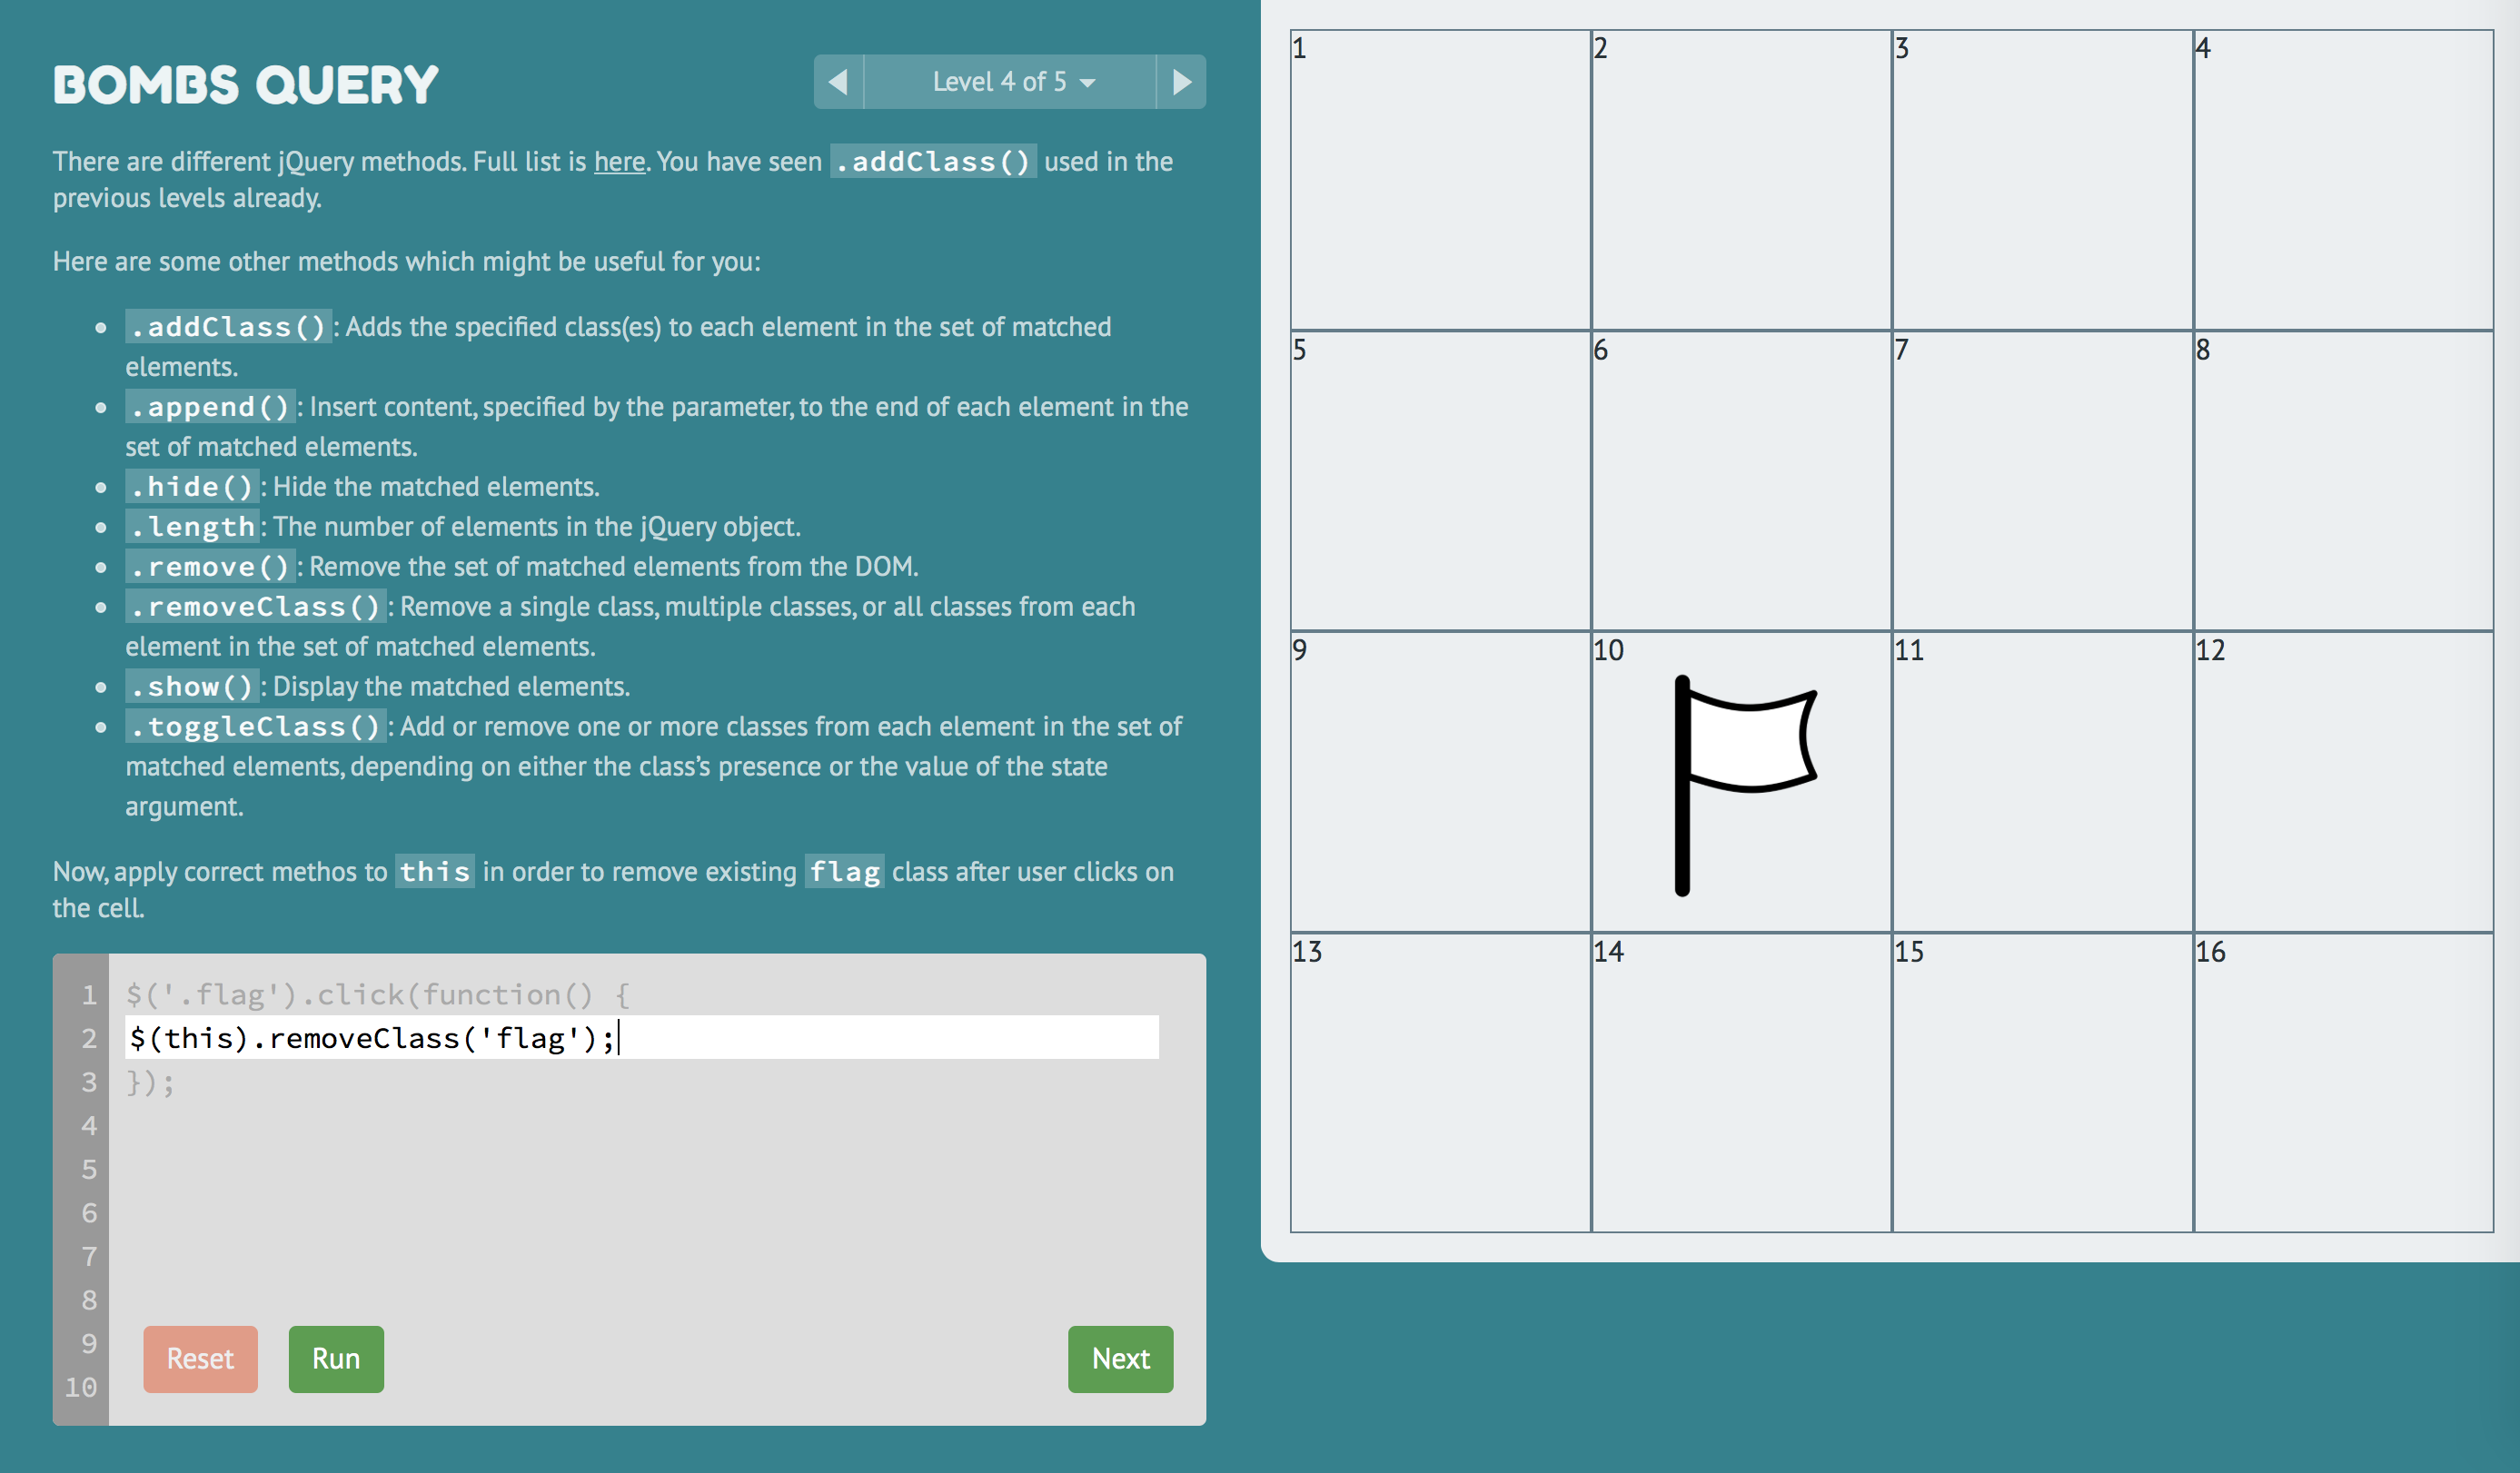 BOMBS QUERY
Level 4 of 5
There are different jQuery methods. Full list is here. You have seen .addClass() used in the
previous levels already.
Here are some other methods which might be useful for you:
.addClass(): Adds the specified class(es) to each element in the set of matched
elements.
.append(): Insert content, specified by the parameter, to the end of each element in the
set of matched elements.
.hide(): Hide the matched elements.
.length: The number of elements in the jQuery object.
.remove(): Remove the set of matched elements from the DOM.
.removeClass(): Remove a single class, multiple classes, or all classes from each
element in the set of matched elements.
.show(): Display the matched elements.
.toggleClass(): Add or remove one or more classes from each element in the set of
matched elements, depending on either the class’s presence or the value of the state
argument.
Now, apply correct methos to this in order to remove existing flag class after user clicks on
the cell.
1 $('.flag').click(function() {
2 $(this).removeClass('flag');
3 });
4
5
6
7
8
9
10
Reset Run Next
1 2 3 4
5 6 7 8
9 10 11 12
13 14 15 16